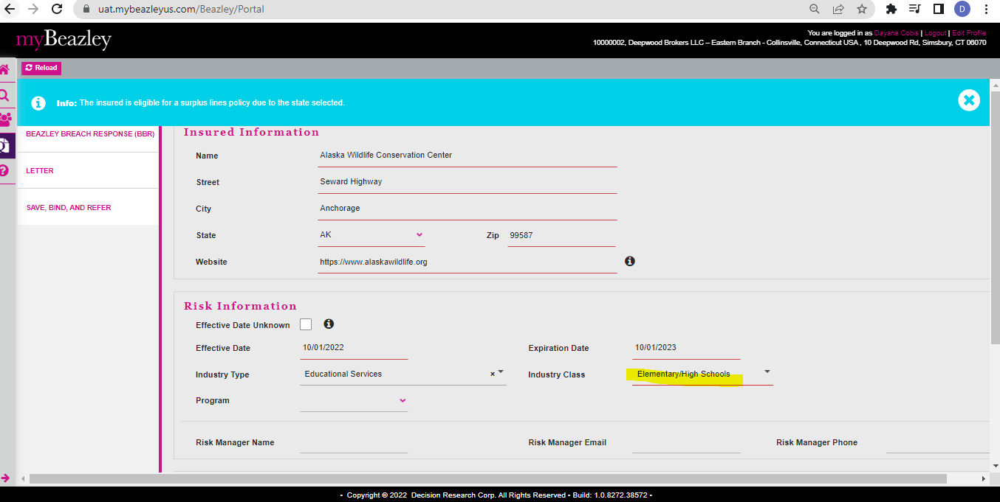 uat.mybeazleyus.com/Beazley/Portal
D
myBeazley
You are logged in as Dayana Cobis | Logout | Edit Profile
10000002, Deepwood Brokers LLC – Eastern Branch - Collinsville, Connecticut USA , 10 Deepwood Rd, Simsbury, CT 06070
Reload
Info: The insured is eligible for a surplus lines policy due to the state selected.
BEAZLEY BREACH RESPONSE (BBR)
LETTER
SAVE, BIND, AND REFER
Insured Information
Name Alaska Wildlife Conservation Center
Street Seward Highway
City Anchorage
State AK Zip 99587
Website https://www.alaskawildlife.org
Risk Information
Effective Date Unknown
Effective Date 10/01/2022 Expiration Date 10/01/2023
Industry Type Educational Services × Industry Class Elementary/High Schools
Program
Risk Manager Name Risk Manager Email Risk Manager Phone
• Copyright © 2022 Decision Research Corp. All Rights Reserved • Build: 1.0.8272.38572 •